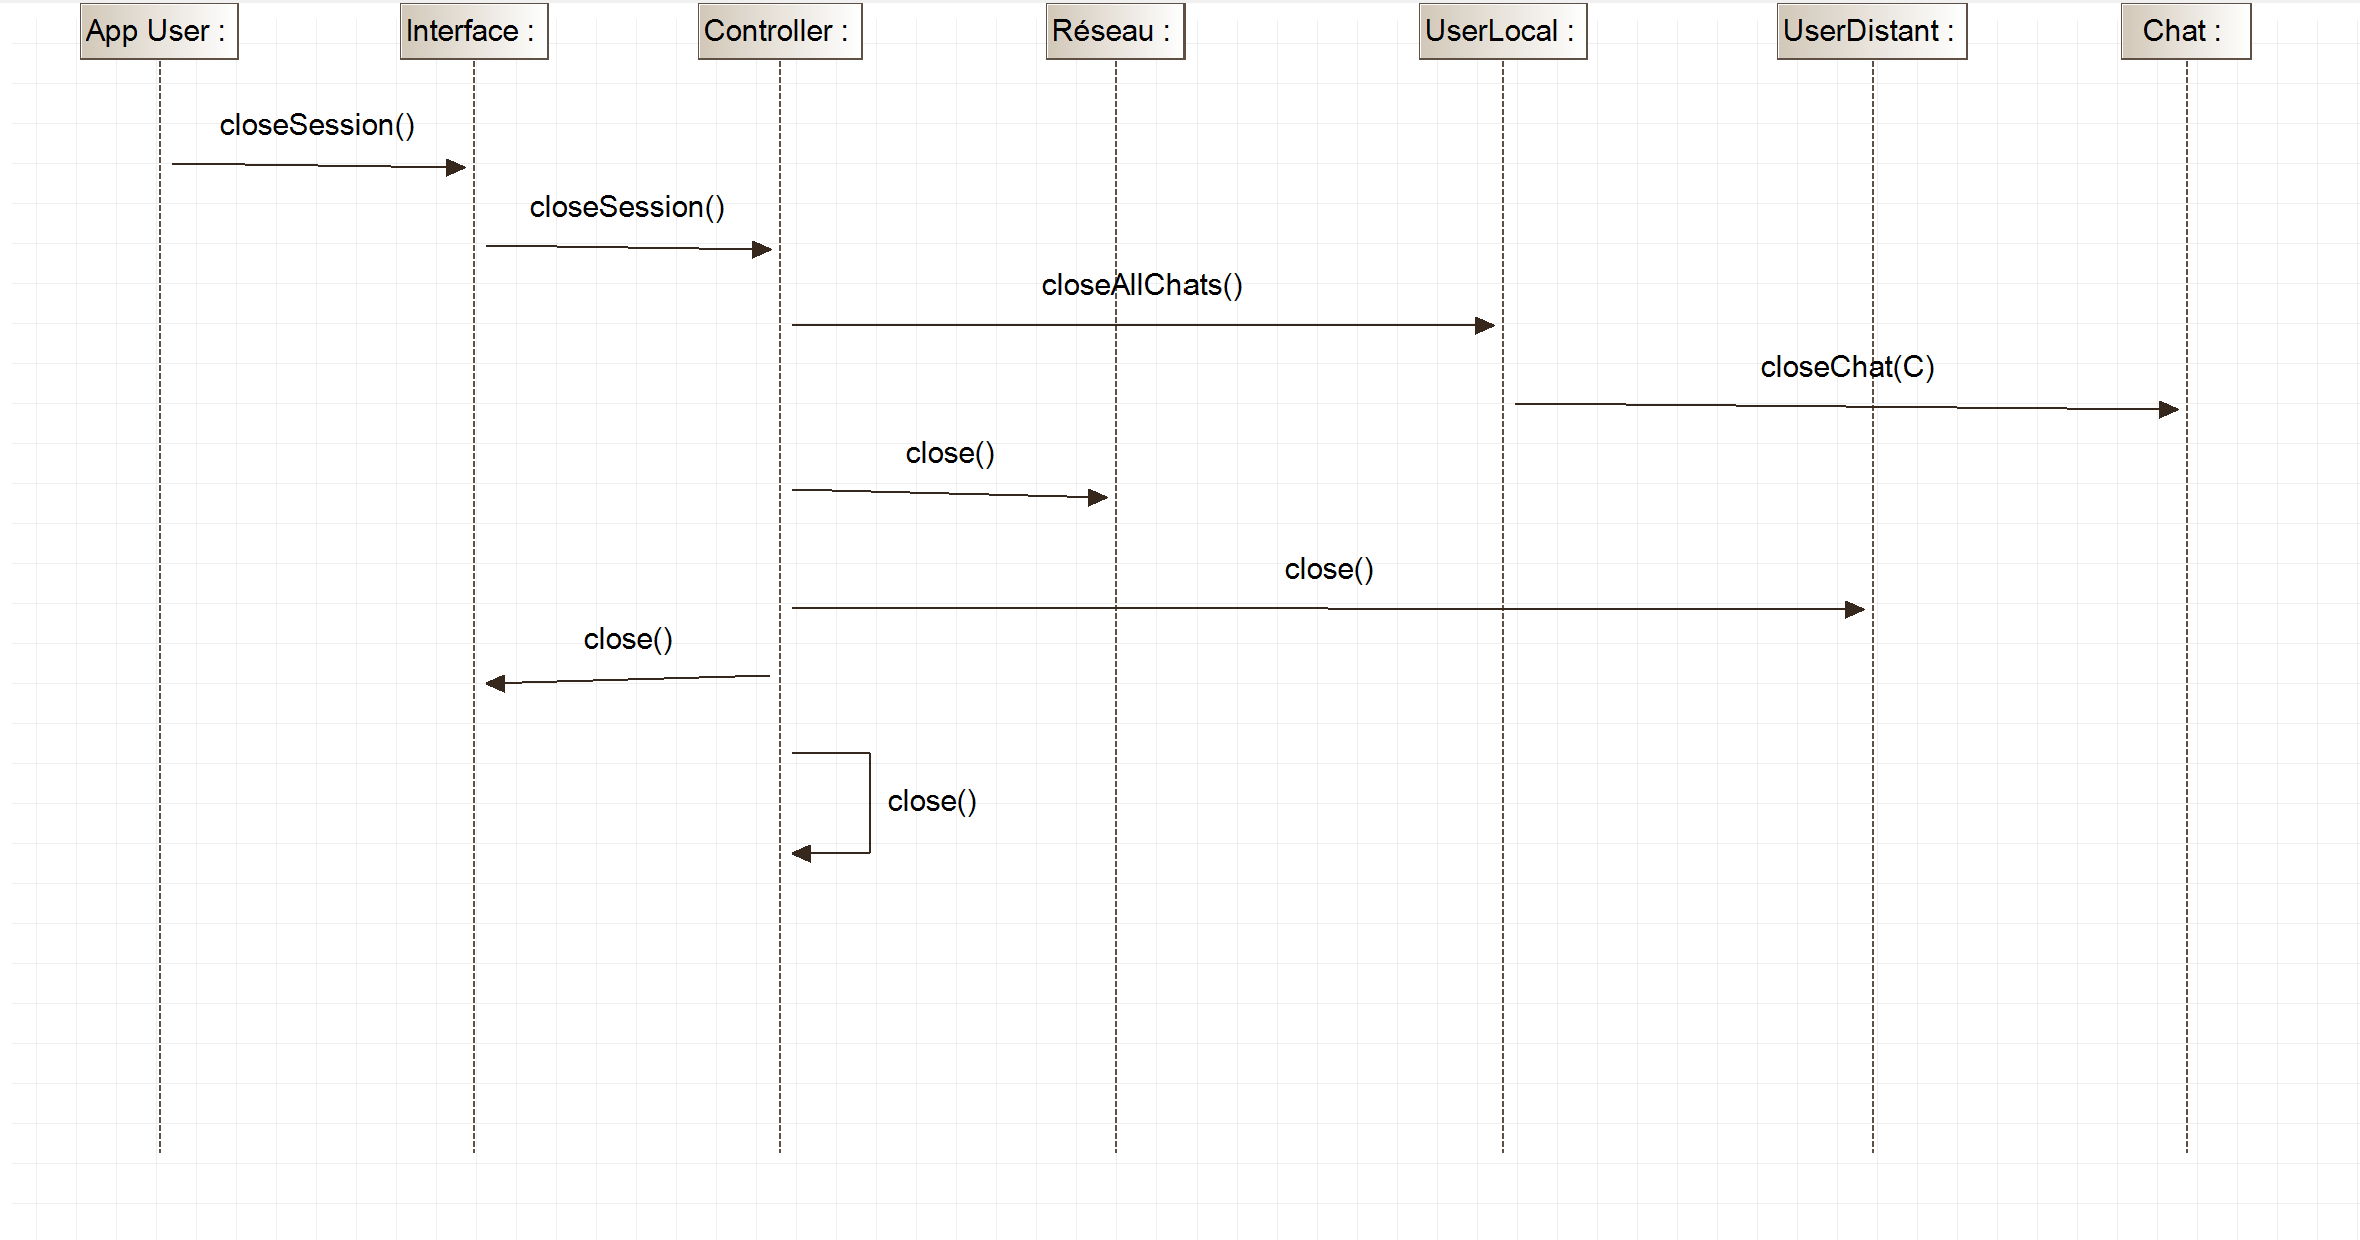 App User :
Interface :
Controller :
Réseau :
UserLocal :
UserDistant :
Chat :
closeSession()
closeSession()
closeAllChats()
closeChat(C)
close()
close()
close()
close()